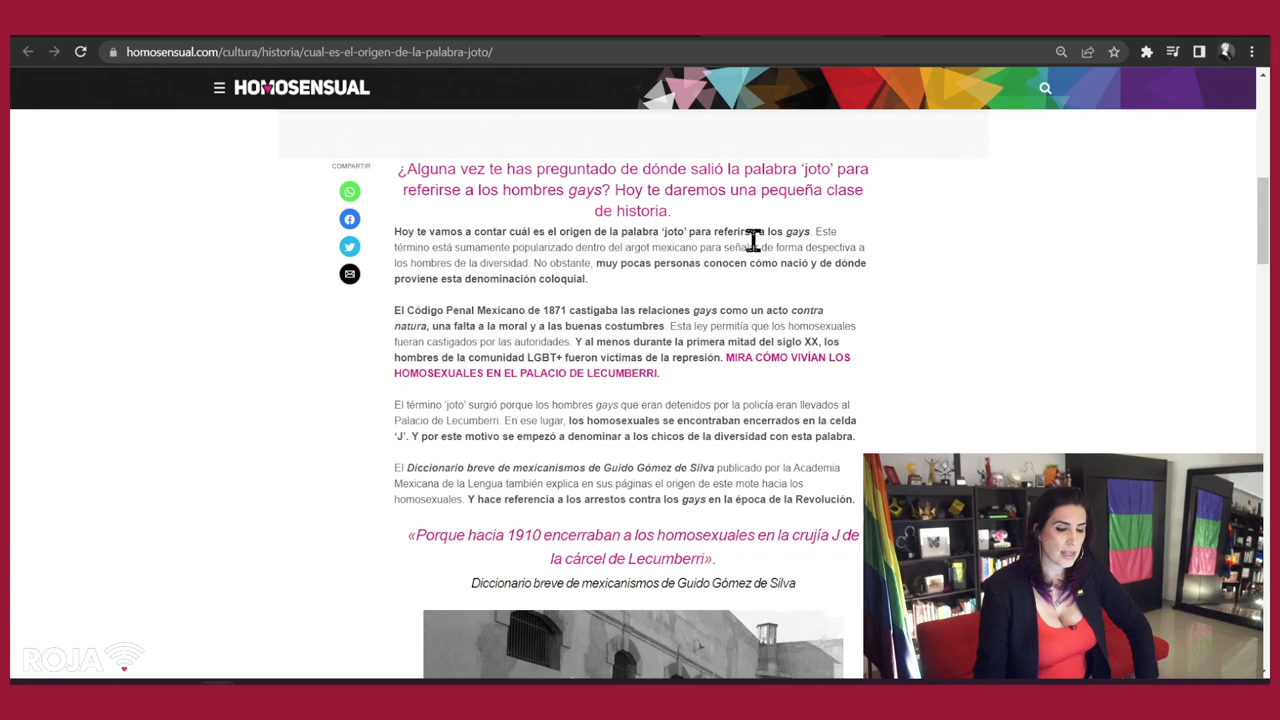 homosensual.com/cultura/historia/cual-es-el-origen-de-la-palabra-joto/
HOMOSENSUAL
COMPARTIR
¿Alguna vez te has preguntado de dónde salió la palabra ‘joto’ para
referirse a los hombres gays? Hoy te daremos una pequeña clase
de historia.
Hoy te vamos a contar cuál es el origen de la palabra ‘joto’ para referirse a los gays. Este
término está sumamente popularizado dentro del argot mexicano para señalar de forma despectiva a
los hombres de la diversidad. No obstante, muy pocas personas conocen cómo nació y de dónde
proviene esta denominación coloquial.
El Código Penal Mexicano de 1871 castigaba las relaciones gays como un acto contra
natura, una falta a la moral y a las buenas costumbres. Esta ley permitía que los homosexuales
fueran castigados por las autoridades. Y al menos durante la primera mitad del siglo XX, los
hombres de la comunidad LGBT+ fueron víctimas de la represión. MIRA CÓMO VIVÍAN LOS
HOMOSEXUALES EN EL PALACIO DE LECUMBERRI.
El término ‘joto’ surgió porque los hombres gays que eran detenidos por la policía eran llevados al
Palacio de Lecumberri. En ese lugar, los homosexuales se encontraban encerrados en la celda
‘J’. Y por este motivo se empezó a denominar a los chicos de la diversidad con esta palabra.
El Diccionario breve de mexicanismos de Guido Gómez de Silva publicado por la Academia
Mexicana de la Lengua también explica en sus páginas el origen de este mote hacia los
homosexuales. Y hace referencia a los arrestos contra los gays en la época de la Revolución.
«Porque hacia 1910 encerraban a los homosexuales en la crujía J de
la cárcel de Lecumberri».
Diccionario breve de mexicanismos de Guido Gómez de Silva
ROJA